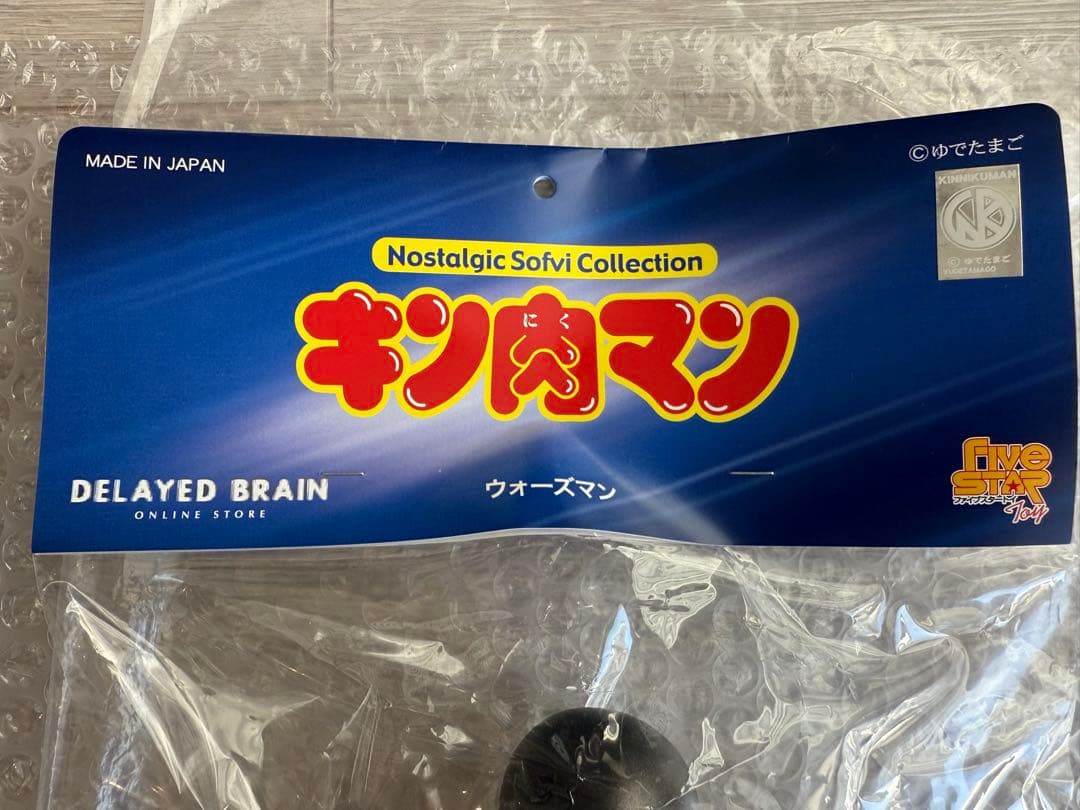 MADE IN JAPAN
©ゆでたまご
KINNIKUMAN
© ゆでたまご
YUDETAMAGO
Nostalgic Sofvi Collection
にく
キン肉マン
Five
STAR
ファイブスタートイ
Toy
DELAYED BRAIN
ONLINE STORE
ウォーズマン